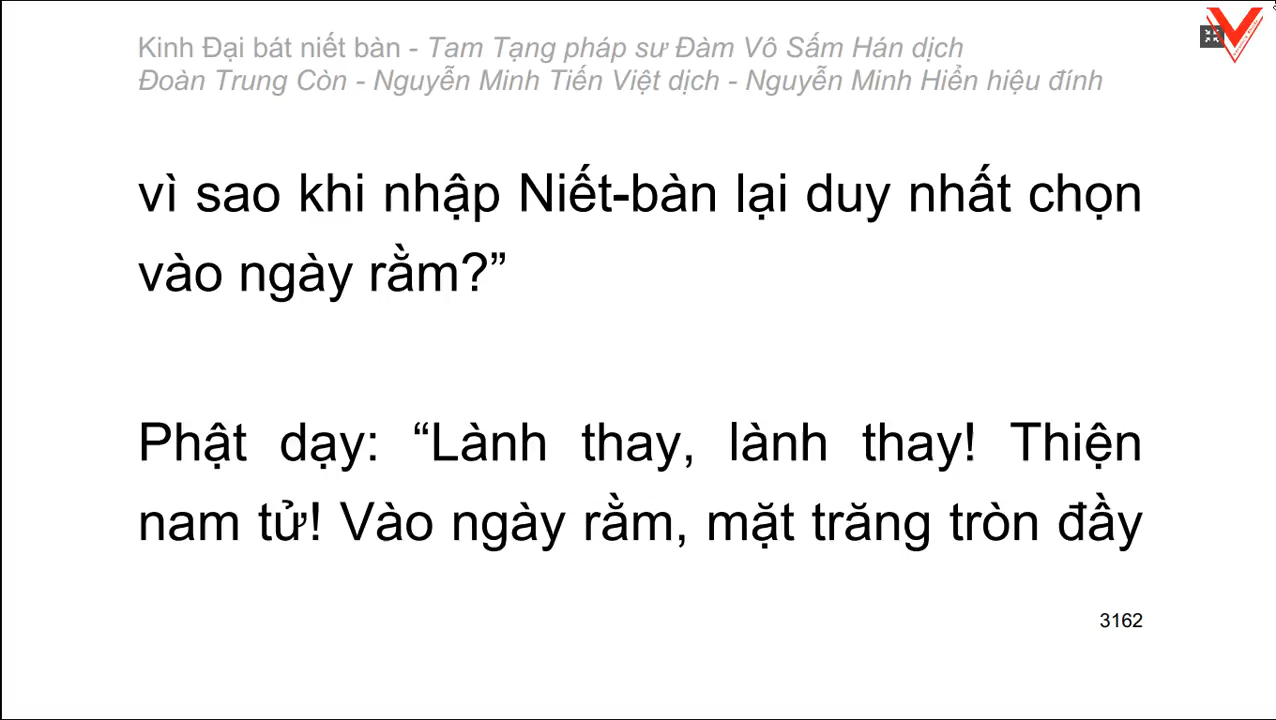 Kinh Đại bát niết bàn - Tam Tạng pháp sư Đàm Vô Sấm Hán dịch
Đoàn Trung Còn - Nguyễn Minh Tiến Việt dịch - Nguyễn Minh Hiển hiệu đính
vì sao khi nhập Niết-bàn lại duy nhất chọn
vào ngày rằm?”
Phật dạy: “Lành thay, lành thay! Thiện
nam tử! Vào ngày rằm, mặt trăng tròn đầy
3162